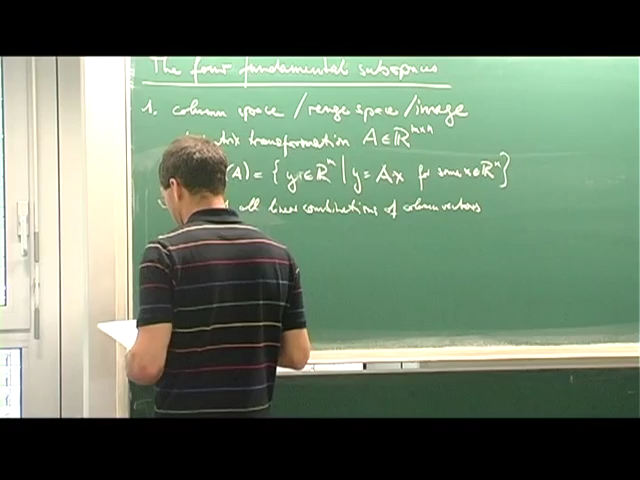 The four fundamental subspaces
1. column space / range space / image
matrix transformation A ∈ ℝ^{m×n}
(A) = { y ∈ ℝ^m | y = Ax for some x ∈ ℝ^n }
all linear combinations of column vectors